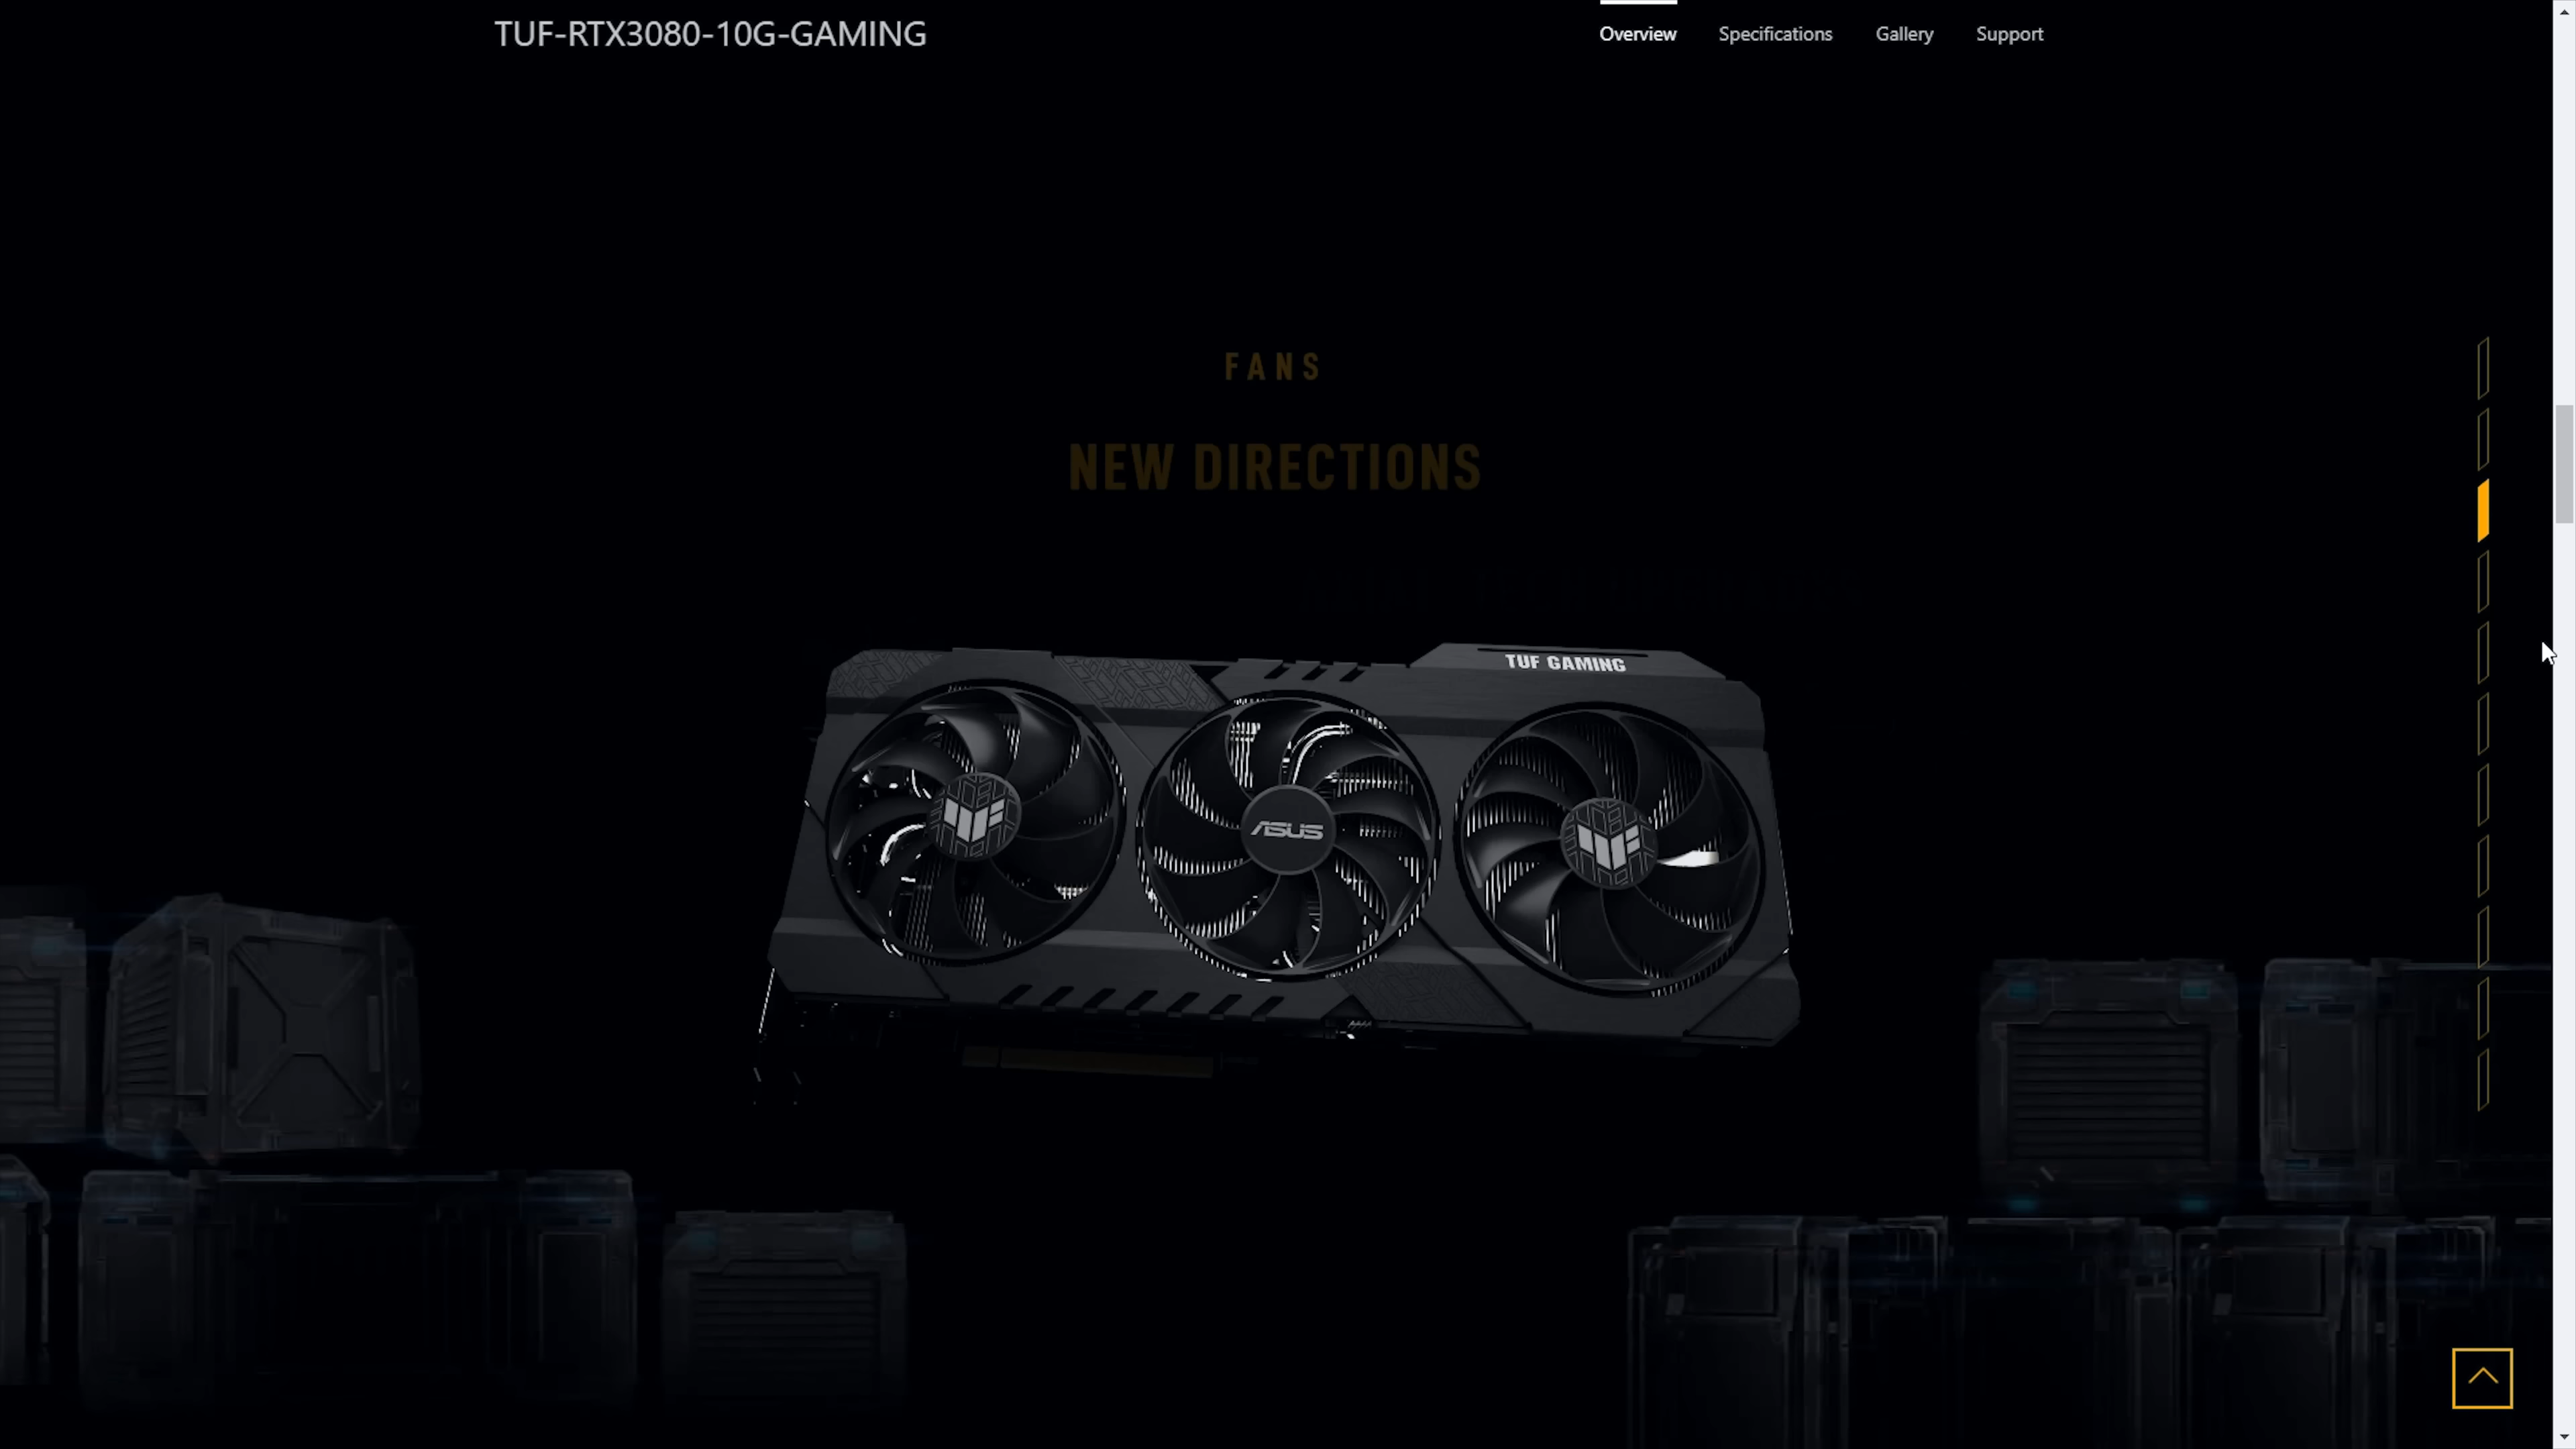 TUF-RTX3080-10G-GAMING
Overview Specifications Gallery Support
FANS
NEW DIRECTIONS
TUF GAMING
ASUS